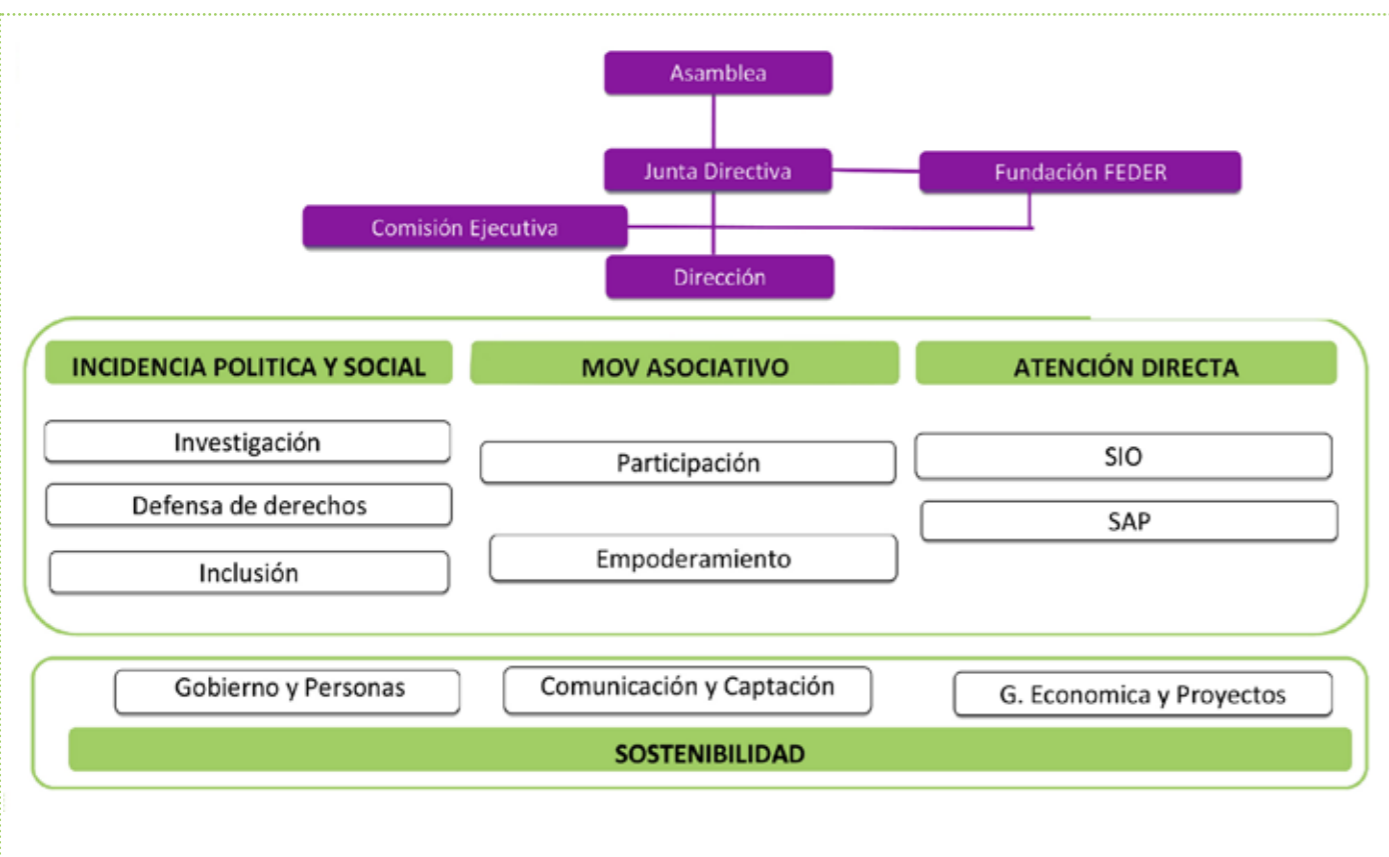 Asamblea
Junta Directiva
Fundación FEDER
Comisión Ejecutiva
Dirección
INCIDENCIA POLITICA Y SOCIAL
Investigación
Defensa de derechos
Inclusión
MOV ASOCIATIVO
Participación
Empoderamiento
ATENCIÓN DIRECTA
SIO
SAP
Gobierno y Personas
Comunicación y Captación
G. Economica y Proyectos
SOSTENIBILIDAD